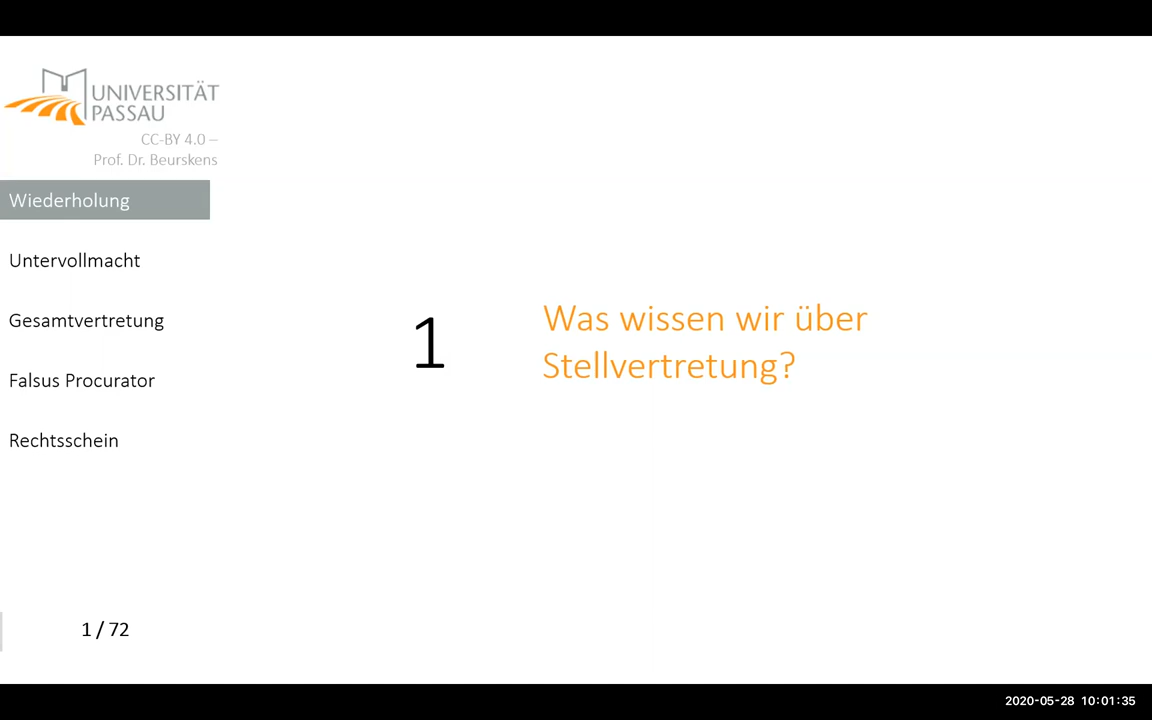 UNIVERSITÄT
PASSAU
CC-BY 4.0 –
Prof. Dr. Beurskens
Wiederholung
Untervollmacht
Gesamtvertretung
Falsus Procurator
Rechtsschein
1
Was wissen wir über
Stellvertretung?
1 / 72
2020-05-28 10:01:35